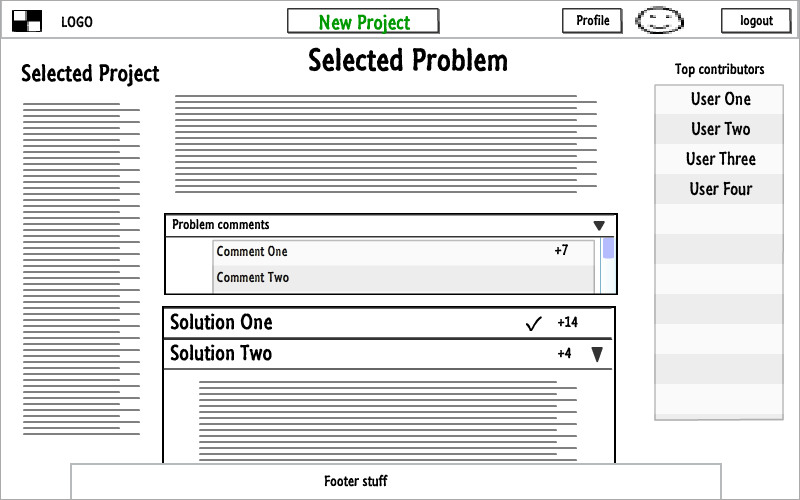 LOGO
New Project
Profile
logout
Selected Project
Selected Problem
Top contributors
User One
User Two
User Three
User Four
Problem comments
Comment One +7
Comment Two
Solution One +14
Solution Two +4
Footer stuff